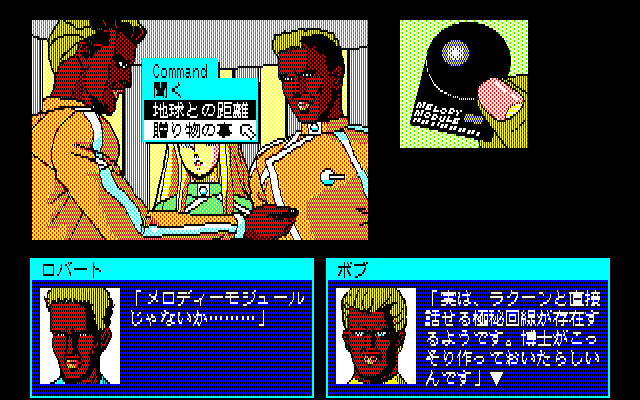 Command
聞く
地球との距離
贈り物の事
MELODY
MODULE
ロバート
「メロディーモジュール
じゃないか………」
ボブ
「実は、ラクーンと直接
話せる極秘回線が存在す
るようです。博士がこっ
そり作っておいたらしい
んです」▼